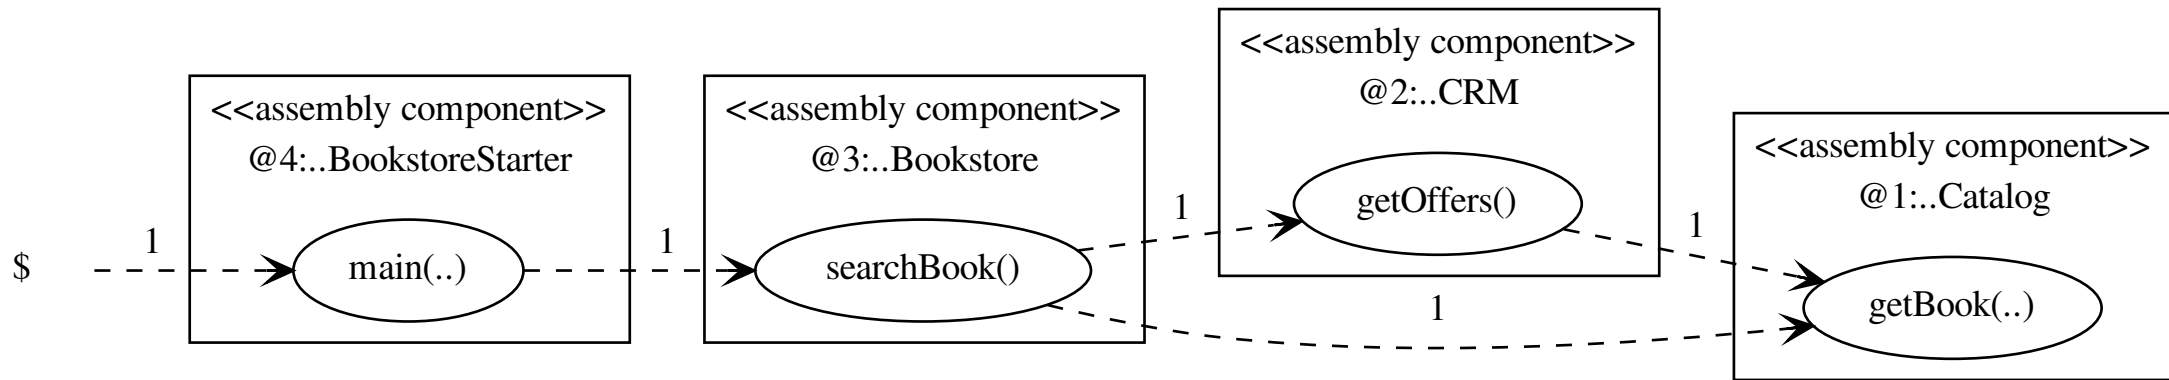 $
1
<<assembly component>>
@4:..BookstoreStarter
main(..)
1
<<assembly component>>
@3:..Bookstore
searchBook()
1
<<assembly component>>
@2:..CRM
getOffers()
1
1
<<assembly component>>
@1:..Catalog
getBook(..)